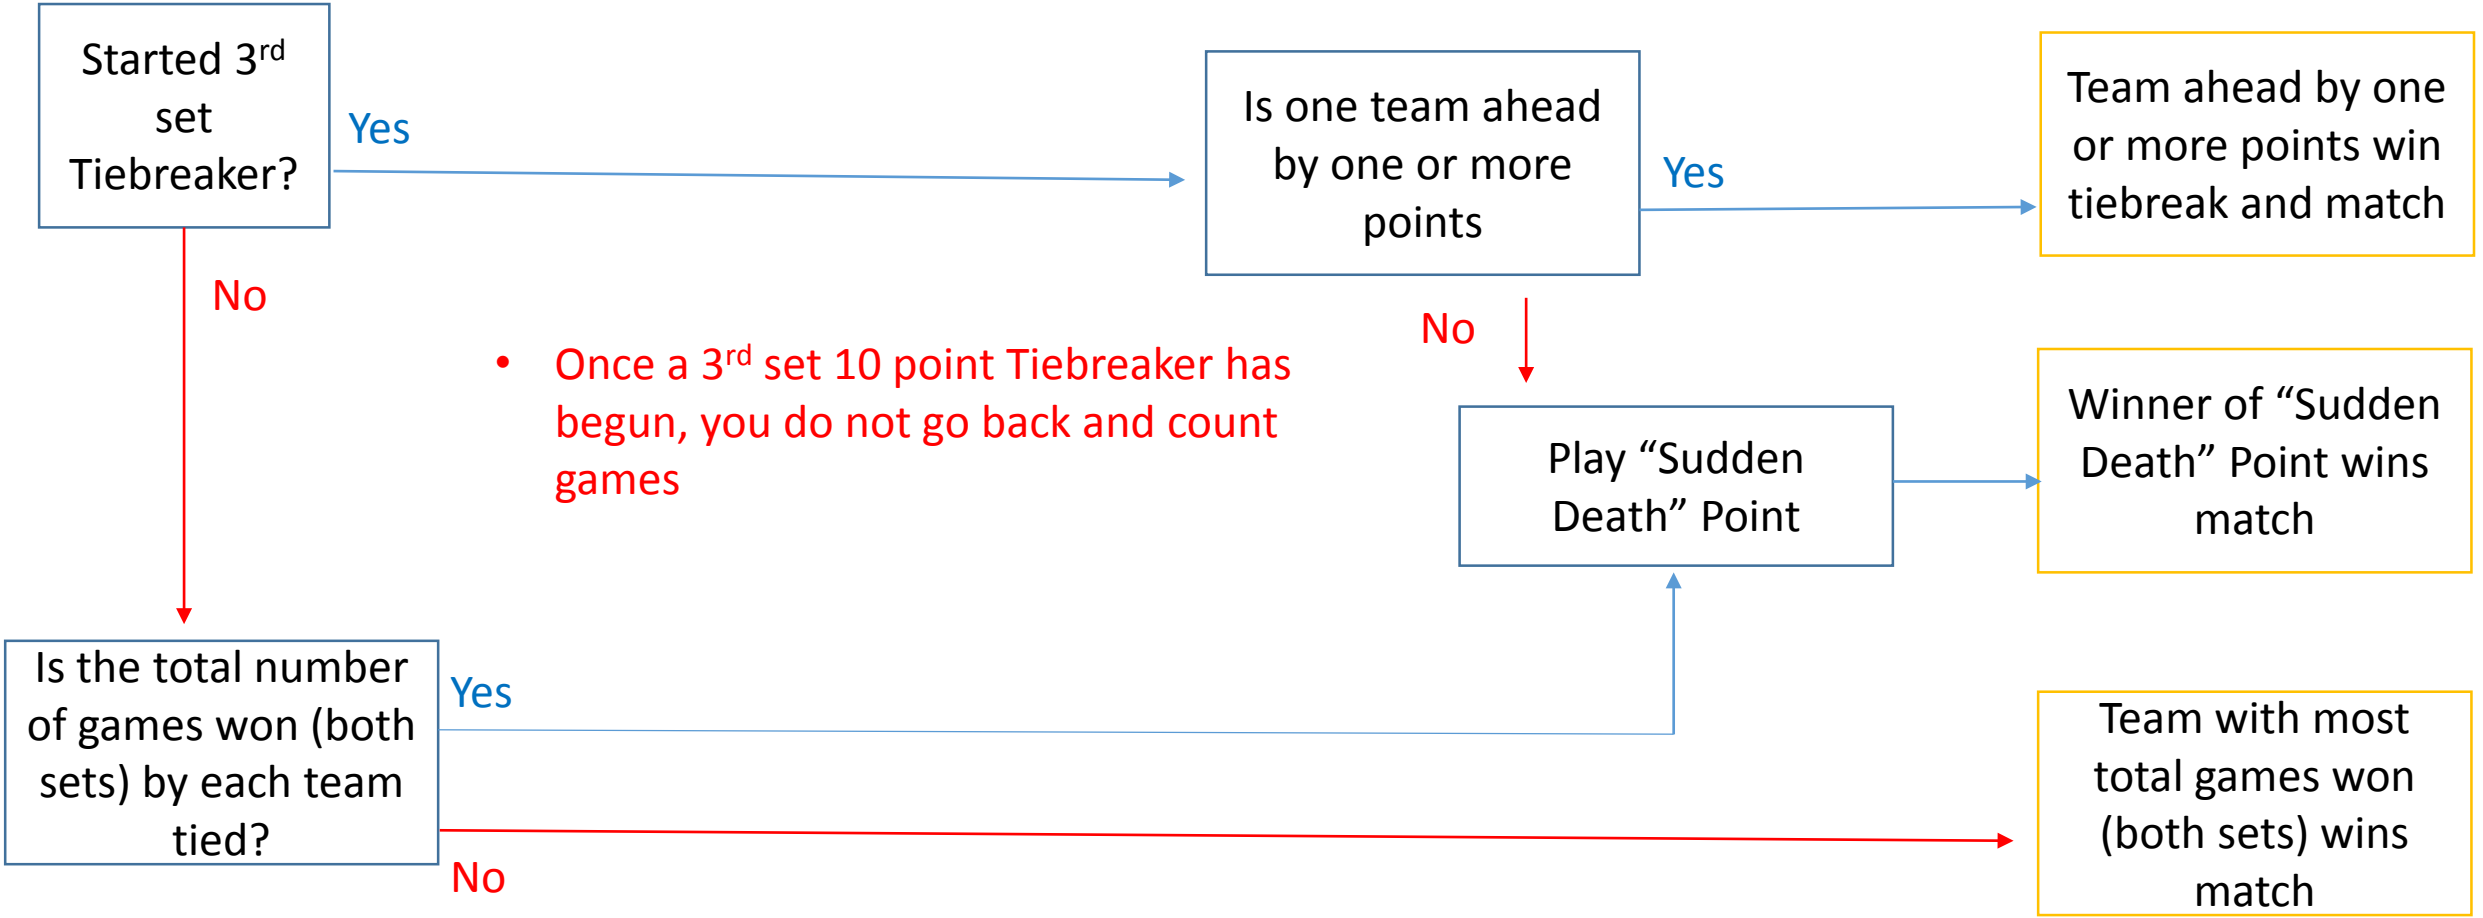 Started 3rd
set
Tiebreaker?
Yes
Is one team ahead
by one or more
points
Yes
Team ahead by one
or more points win
tiebreak and match
No
• Once a 3rd set 10 point Tiebreaker has
begun, you do not go back and count
games
No
Play “Sudden
Death” Point
Winner of “Sudden
Death” Point wins
match
Is the total number
of games won (both
sets) by each team
tied?
Yes
No
Team with most
total games won
(both sets) wins
match